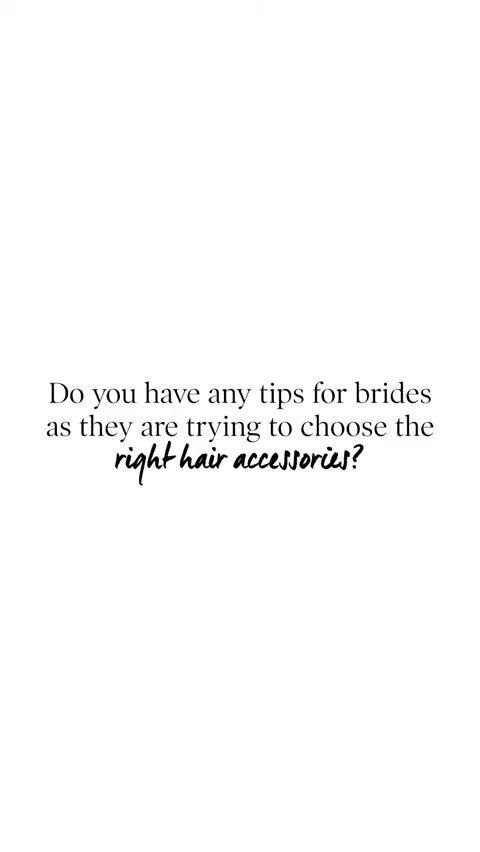 Do you have any tips for brides
as they are trying to choose the
right hair accessories?